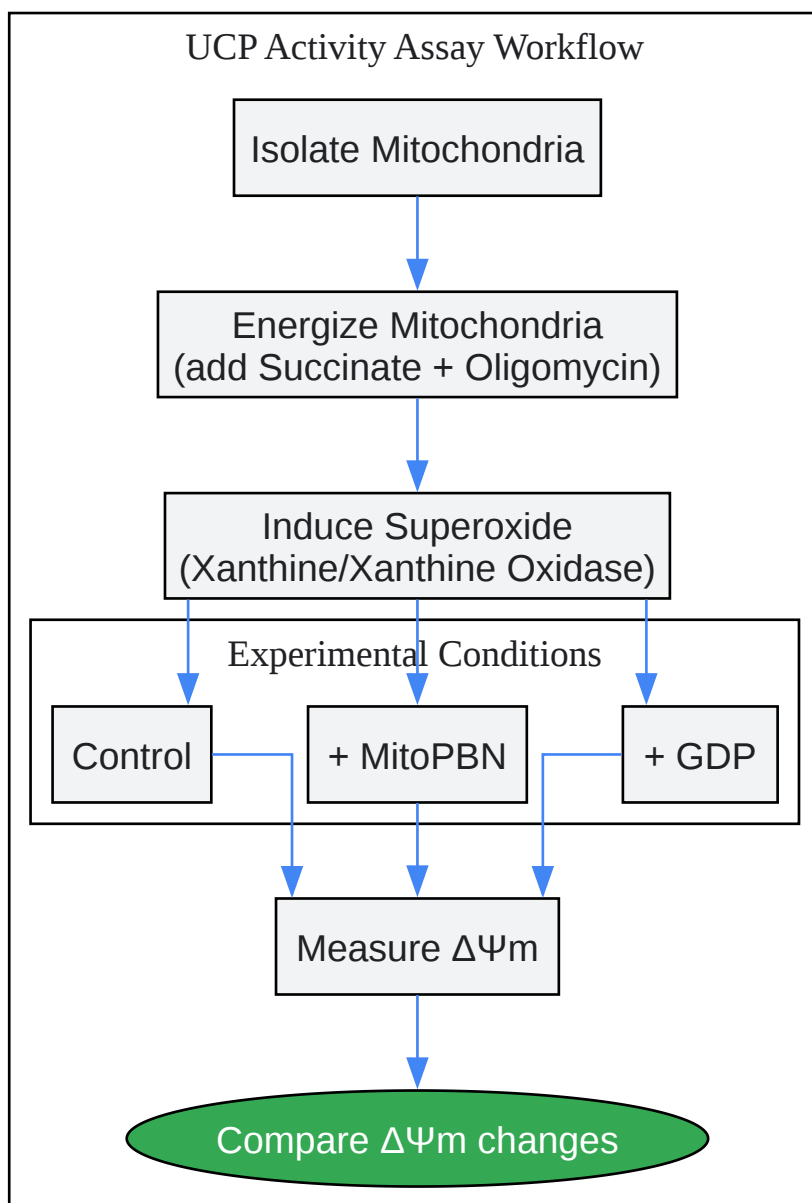 UCP Activity Assay Workflow
Isolate Mitochondria
Energize Mitochondria
(add Succinate + Oligomycin)
Induce Superoxide
(Xanthine/Xanthine Oxidase)
Experimental Conditions
Control
+ MitoPBN
+ GDP
Measure ΔΨm
Compare ΔΨm changes